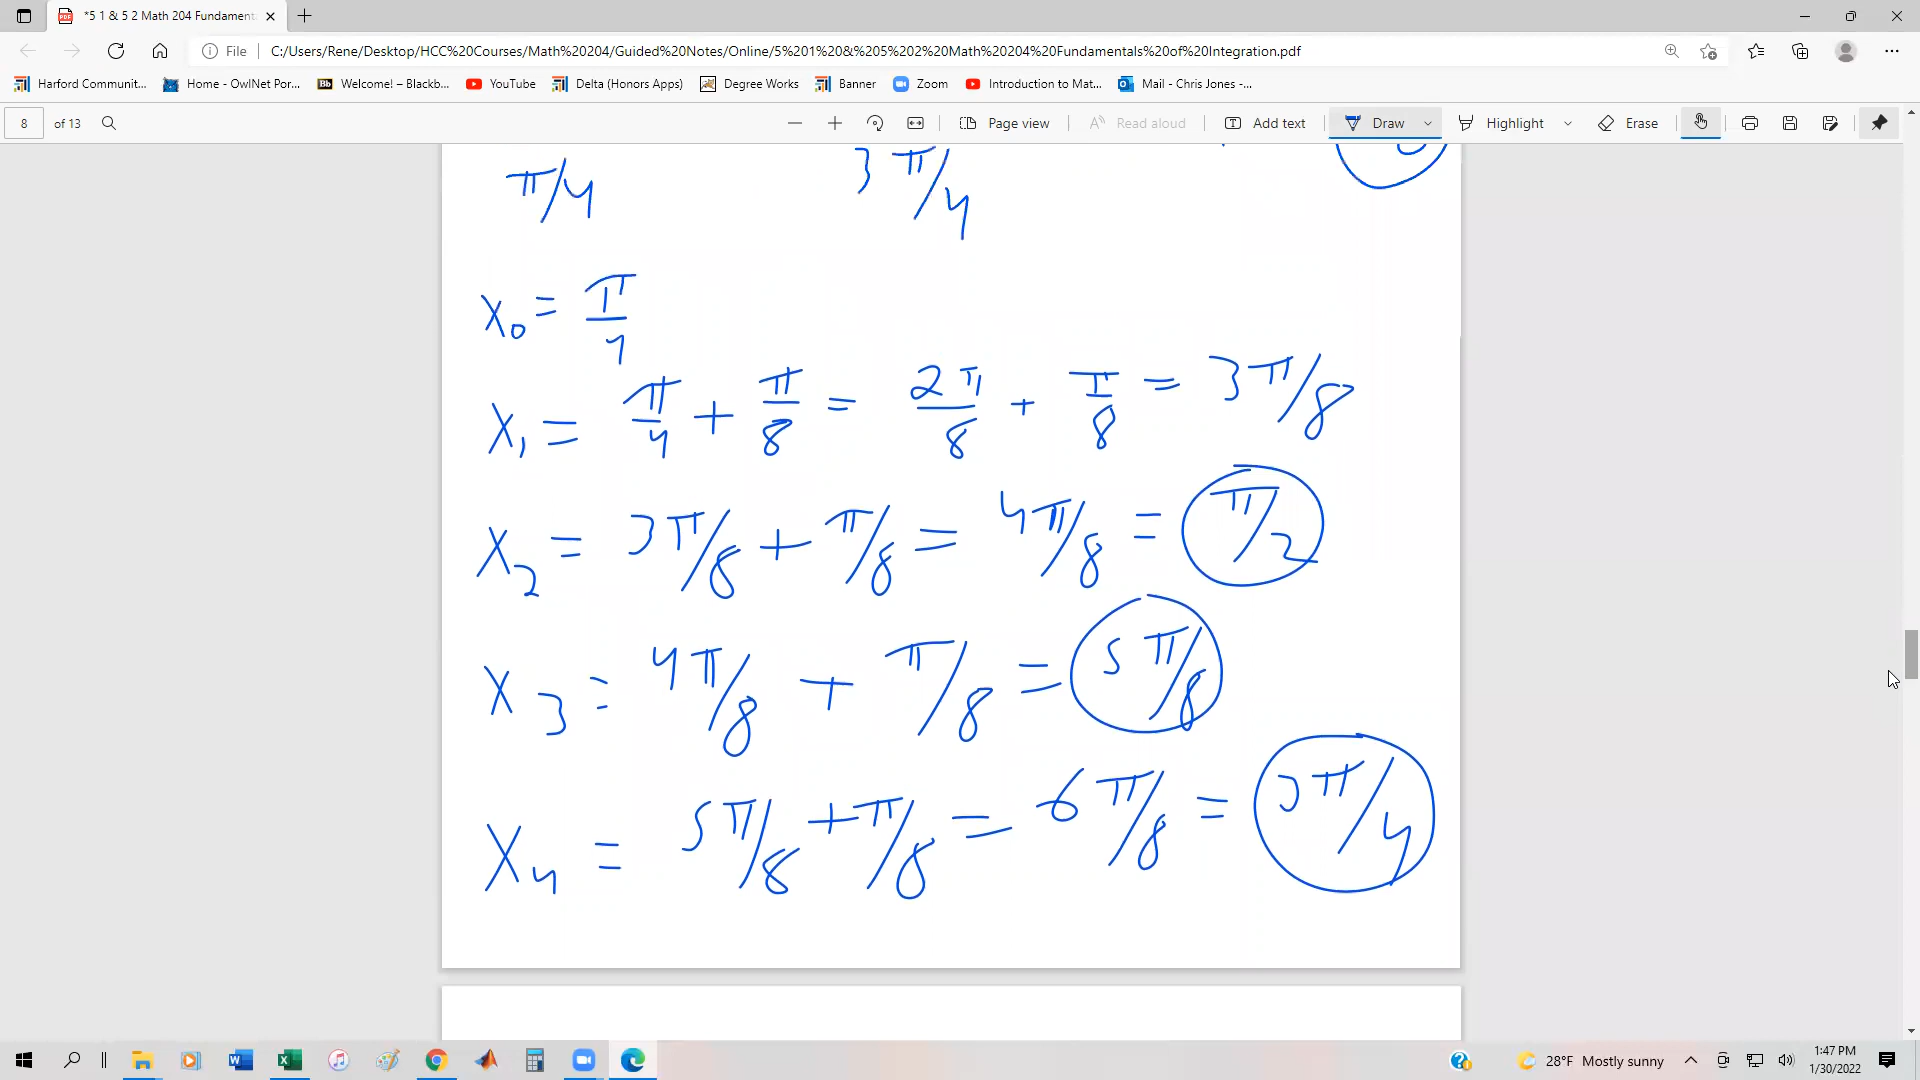 *5 1 & 5 2 Math 204 Fundament
File C:/Users/Rene/Desktop/HCC%20Courses/Math%20204/Guided%20Notes/Online/5%201%20&%205%202%20Math%20204%20Fundamentals%20of%20Integration.pdf
Harford Communit... Home - OwlNet Por... Bb Welcome! – Blackb... YouTube Delta (Honors Apps) Degree Works Banner Zoom Introduction to Mat... Mail - Chris Jones -...
8 of 13 Page view Read aloud Add text Draw Highlight Erase
π/4 3π/4
x₀ = π/4
x₁ = π/4 + π/8 = 2π/8 + π/8 = 3π/8
x₂ = 3π/8 + π/8 = 4π/8 = π/2
x₃ = 4π/8 + π/8 = 5π/8
x₄ = 5π/8 + π/8 = 6π/8 = 3π/4
28°F Mostly sunny
1:47 PM
1/30/2022